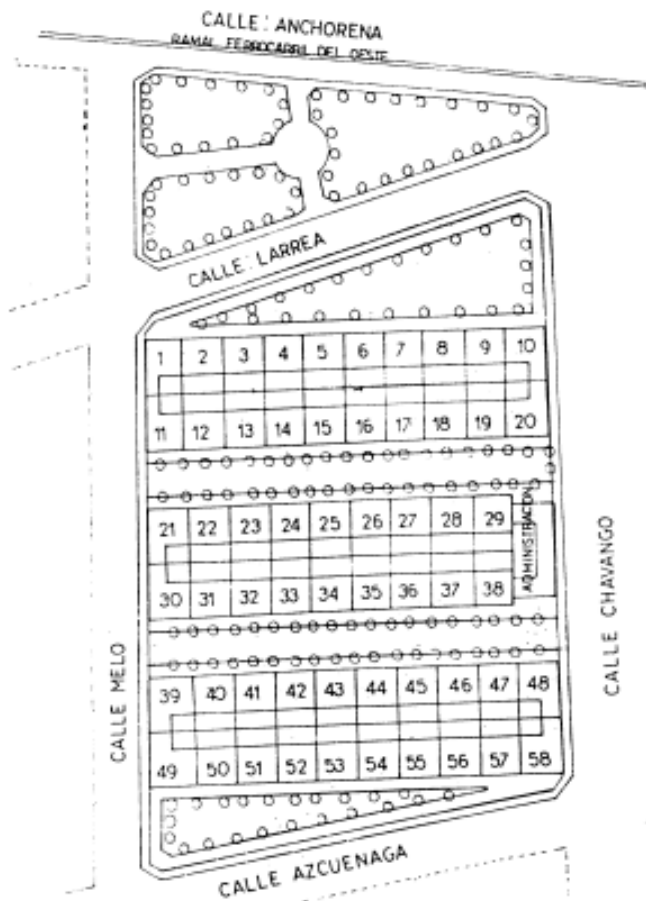 CALLE: ANCHORENA
RAMAL FERROCARRIL DEL OESTE
CALLE: LARREA
1 2 3 4 5 6 7 8 9 10
11 12 13 14 15 16 17 18 19 20
21 22 23 24 25 26 27 28 29
ADMINISTRACION
30 31 32 33 34 35 36 37 38
CALLE CHAVANGO
CALLE MELO
39 40 41 42 43 44 45 46 47 48
49 50 51 52 53 54 55 56 57 58
CALLE AZCUENAGA